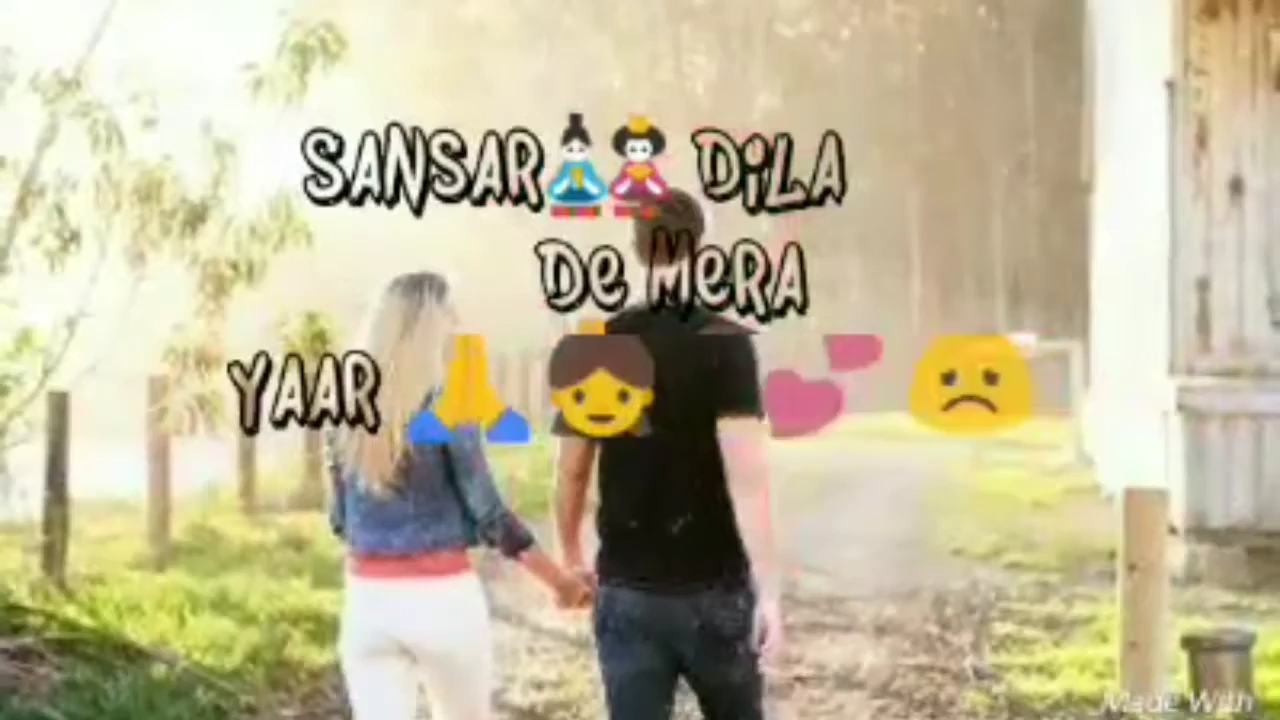 SANSAR🎎 DiLA
De MeRA
YAAR 🙏 👧 💕 😟
Made With